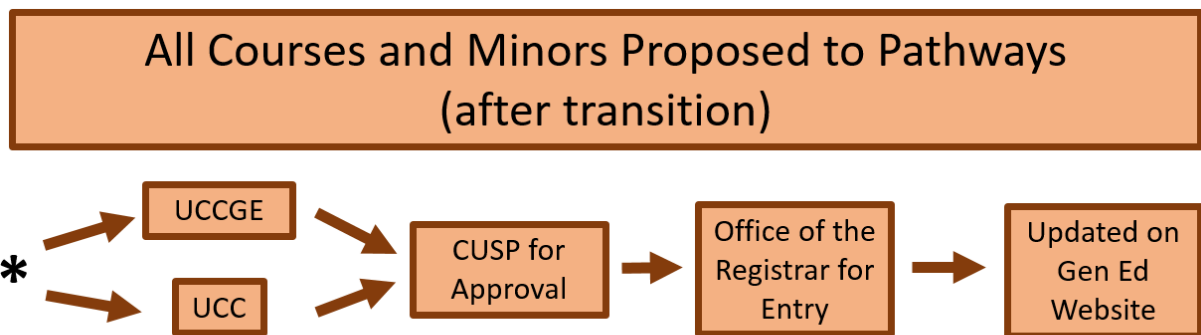 All Courses and Minors Proposed to Pathways
(after transition)
*
UCCGE
UCC
CUSP for
Approval
Office of the
Registrar for
Entry
Updated on
Gen Ed
Website